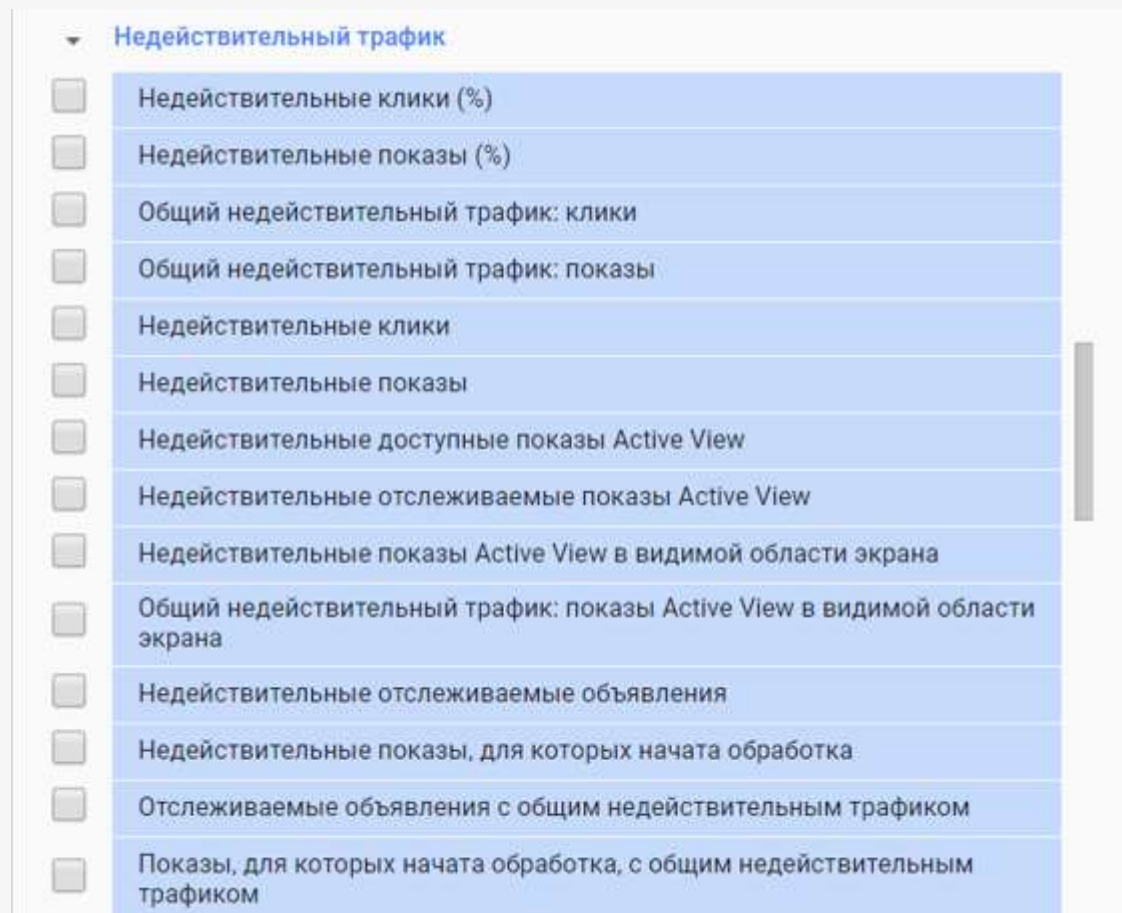 Недействительный трафик
Недействительные клики (%)
Недействительные показы (%)
Общий недействительный трафик: клики
Общий недействительный трафик: показы
Недействительные клики
Недействительные показы
Недействительные доступные показы Active View
Недействительные отслеживаемые показы Active View
Недействительные показы Active View в видимой области экрана
Общий недействительный трафик: показы Active View в видимой области
экрана
Недействительные отслеживаемые объявления
Недействительные показы, для которых начата обработка
Отслеживаемые объявления с общим недействительным трафиком
Показы, для которых начата обработка, с общим недействительным
трафиком